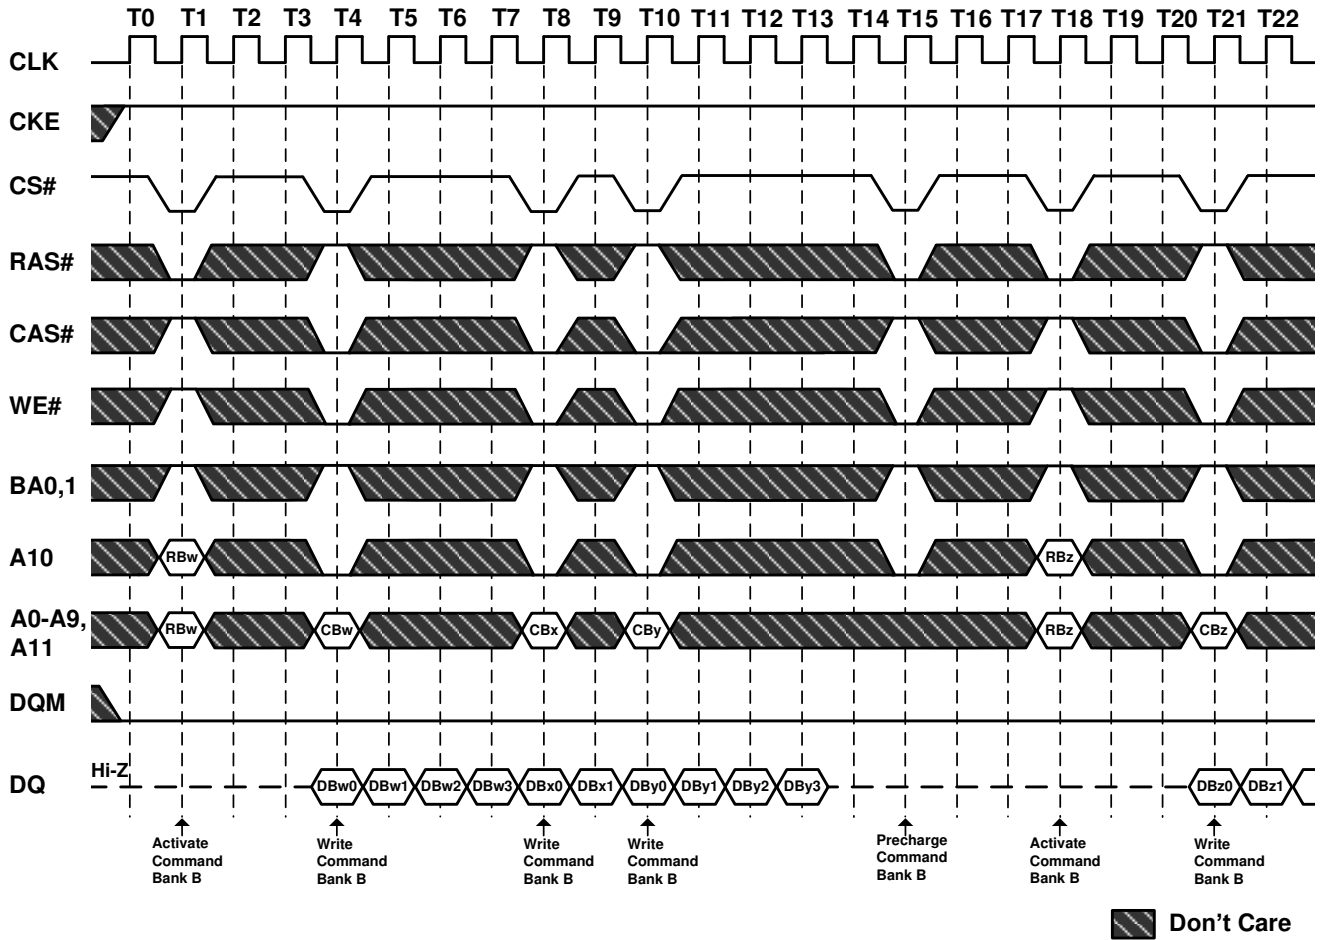 T0 T1 T2 T3 T4 T5 T6 T7 T8 T9 T10 T11 T12 T13 T14 T15 T16 T17 T18 T19 T20 T21 T22
CLK
CKE
CS#
RAS#
CAS#
WE#
BA0,1
A10 RBw RBz
A0-A9,
A11
RBw CBw CBx CBy RBz CBz
DQM
Hi-Z
DQ DBw0 DBw1 DBw2 DBw3 DBx0 DBx1 DBy0 DBy1 DBy2 DBy3 DBz0 DBz1
Activate
Command
Bank B
Write
Command
Bank B
Write
Command
Bank B
Write
Command
Bank B
Precharge
Command
Bank B
Activate
Command
Bank B
Write
Command
Bank B
Don't Care